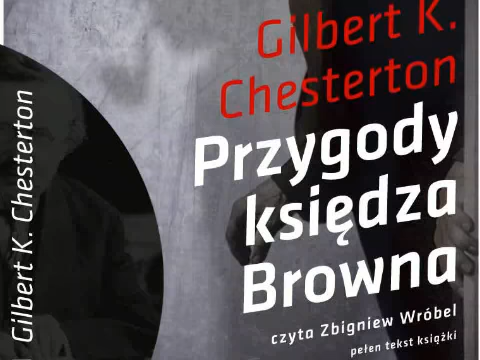 Gilbert K. Chesterton
Gilbert K.
Chesterton
Przygody
księdza
Browna
czyta Zbigniew Wróbel
pełen tekst książki